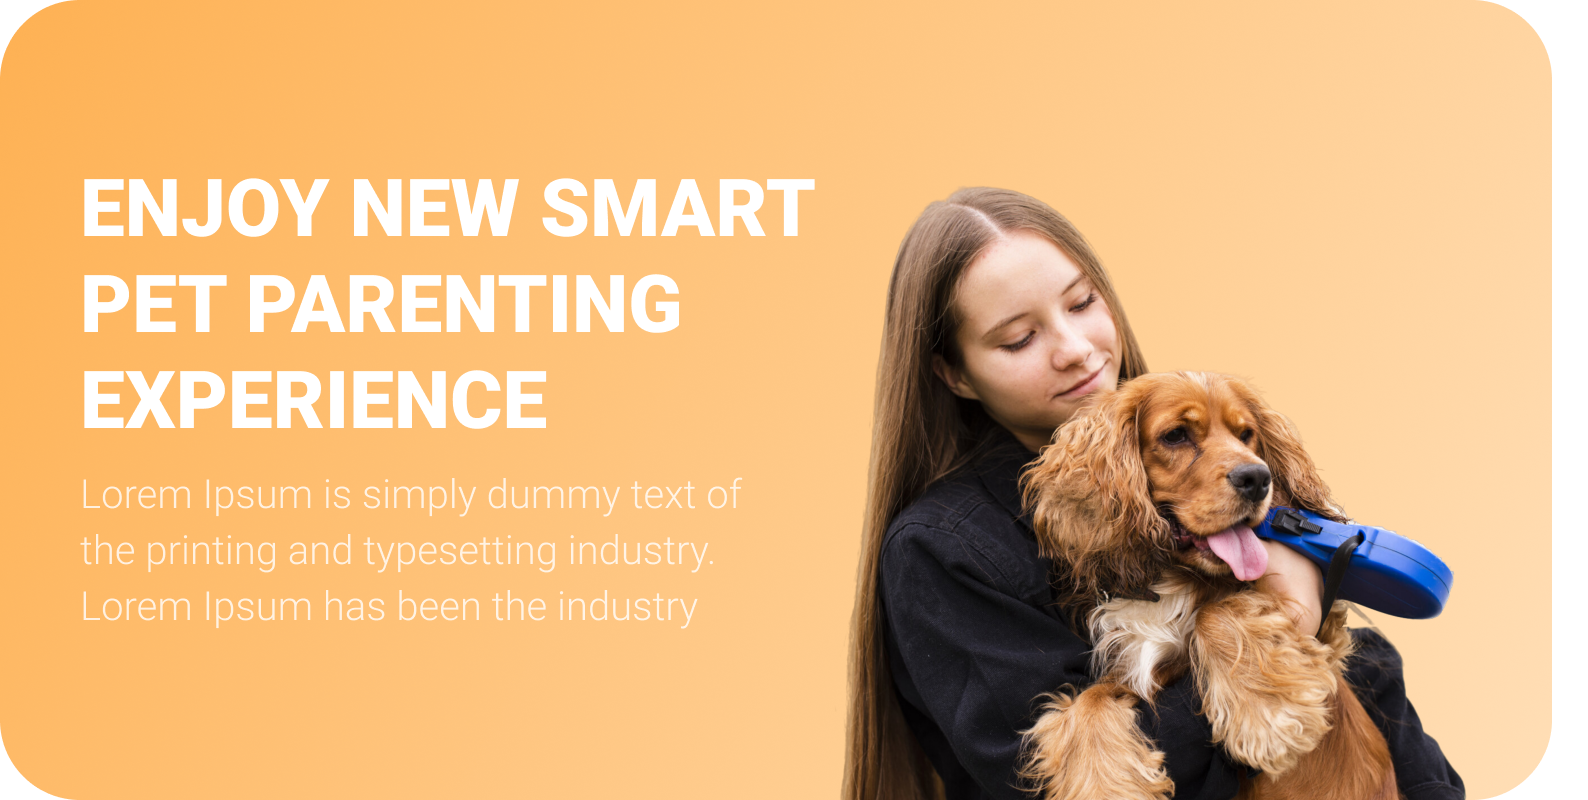 ENJOY NEW SMART
PET PARENTING
EXPERIENCE
Lorem Ipsum is simply dummy text of
the printing and typesetting industry.
Lorem Ipsum has been the industry